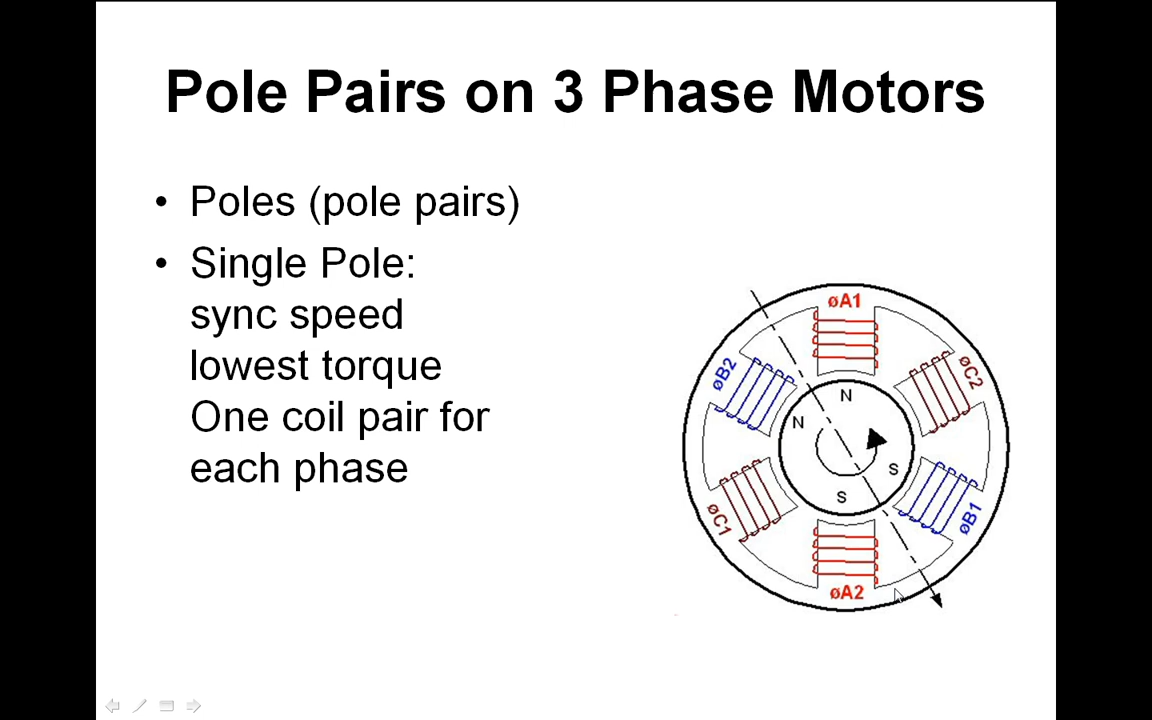 Pole Pairs on 3 Phase Motors
• Poles (pole pairs)
• Single Pole:
sync speed
lowest torque
One coil pair for
each phase
øA1
øB2
øC2
N
N
S
S
øC1
øB1
øA2